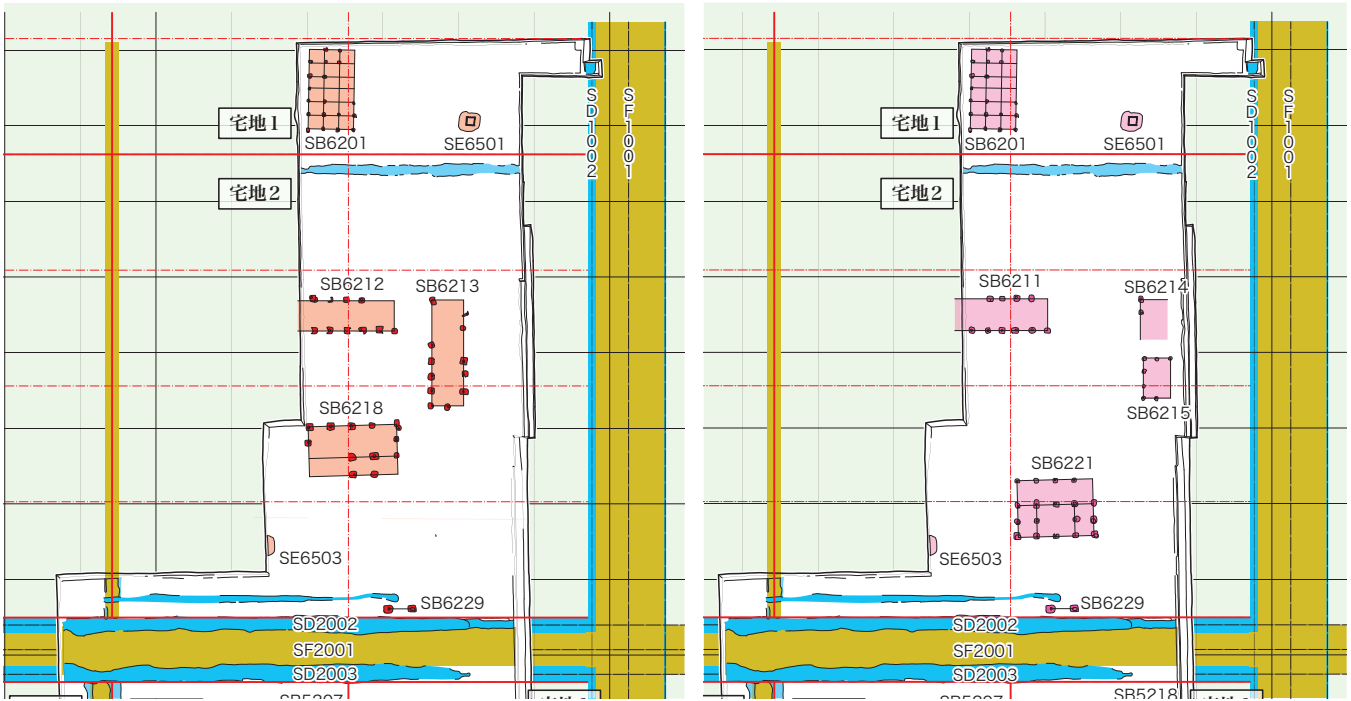 宅地1
SB6201
SE6501
SD1002
SF1001
宅地2
SB6212
SB6213
SB6218
SE6503
SB6229
SD2002
SF2001
SD2003
宅地1
SB6201
SE6501
SD1002
SF1001
宅地2
SB6211
SB6214
SB6215
SB6221
SE6503
SB6229
SD2002
SF2001
SD2003
SB5218